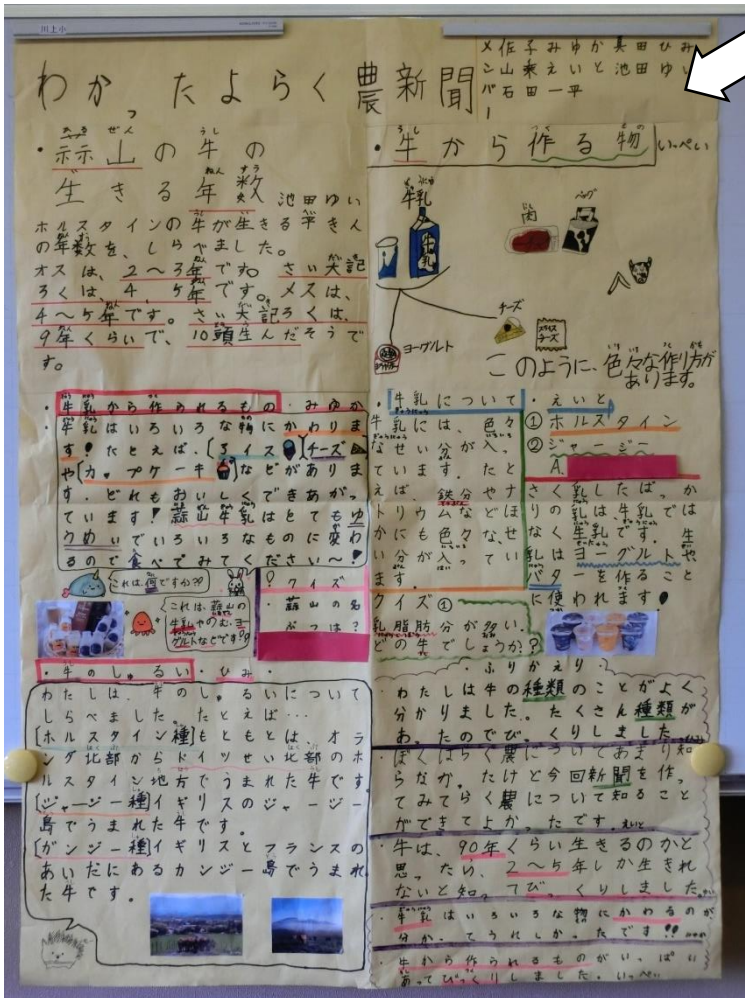 川上小
わかったよらく農新聞
メンバー
佐子みゆか 真田ひみ
山乗えいと 池田ゆい
石田一平
・蒜山の牛の
生きる年数 池田ゆい
ホルスタインの牛が生きる平きん
の年数を、しらべました。
オスは、2〜3年です。さい大記
ろくは、4、5年です。メスは、
4〜5年です。さい大記ろくは、
9年くらいで、10頭生んだそうで
す。
・牛から作る物 いっぺい
牛乳
牛乳
肉
パック
チーズ
スライスチーズ
ヨーグルト
このように、色々な作り方が
あります。
・牛乳から作られるもの・みゆか
・牛乳はいろいろな物にかわりま
す!たとえば、(アイス)(チーズ)
や(カップケーキ)などがありま
す。どれもおいしくできあがっ
ています!蒜山牛乳はとてもゆ
うめいでいろいろなものに変わ
るので食べてみてください〜!
これは何ですか??
これは、蒜山の
牛乳やのむヨー
グルトなどです??
?クイズ
・蒜山の名
ぶつは?
・牛乳について・えいと
牛乳には、色々
なせい分が入っ
ています。たと
えば、鉄分やナ
トリウムなどほ
かにも色々な、せ
い分が入ってい
ます。
クイズ①
乳脂肪分が多い
どの牛でしょうか?
①ホルスタイン
②ジャージー
A.
さく乳したばっか
りの乳は、牛乳では
なく生乳です。生
乳はヨーグルトや
バターを作ること
に使われます!
・牛のしゅるい・ひみ・
わたしは、牛のしゅるいについて
しらべました。たとえば…
[ホルスタイン種]もともとは、オラ
ンダ北部からドイツせい北部のホ
ルスタイン地方でうまれた牛です
[ジャージー種]イギリスのジャージー
島でうまれた牛です。
[ガンジー種]イギリスとフランスの
あいだにあるガンジー島でうまれ
た牛です。
・ふりかえり・
・わたしは牛の種類のことがよく
分かりました。たくさん種類が
あったのでびっくりしました。ひみ
・ぼくはらく農についてあまり知
らなかったけど今回新聞を作っ
てみてらく農について知ること
ができてよかったです。えいと
・牛は、90年くらい生きるのかと
思ったら、2〜5年しか生きれ
ないと知ってびっくりしました。ゆい
・牛乳はいろいろな物にかわるのが
分かってうれしかったです!!みゆか
・牛から作られるものがいっぱい
あってびっくりしました。いっぺい